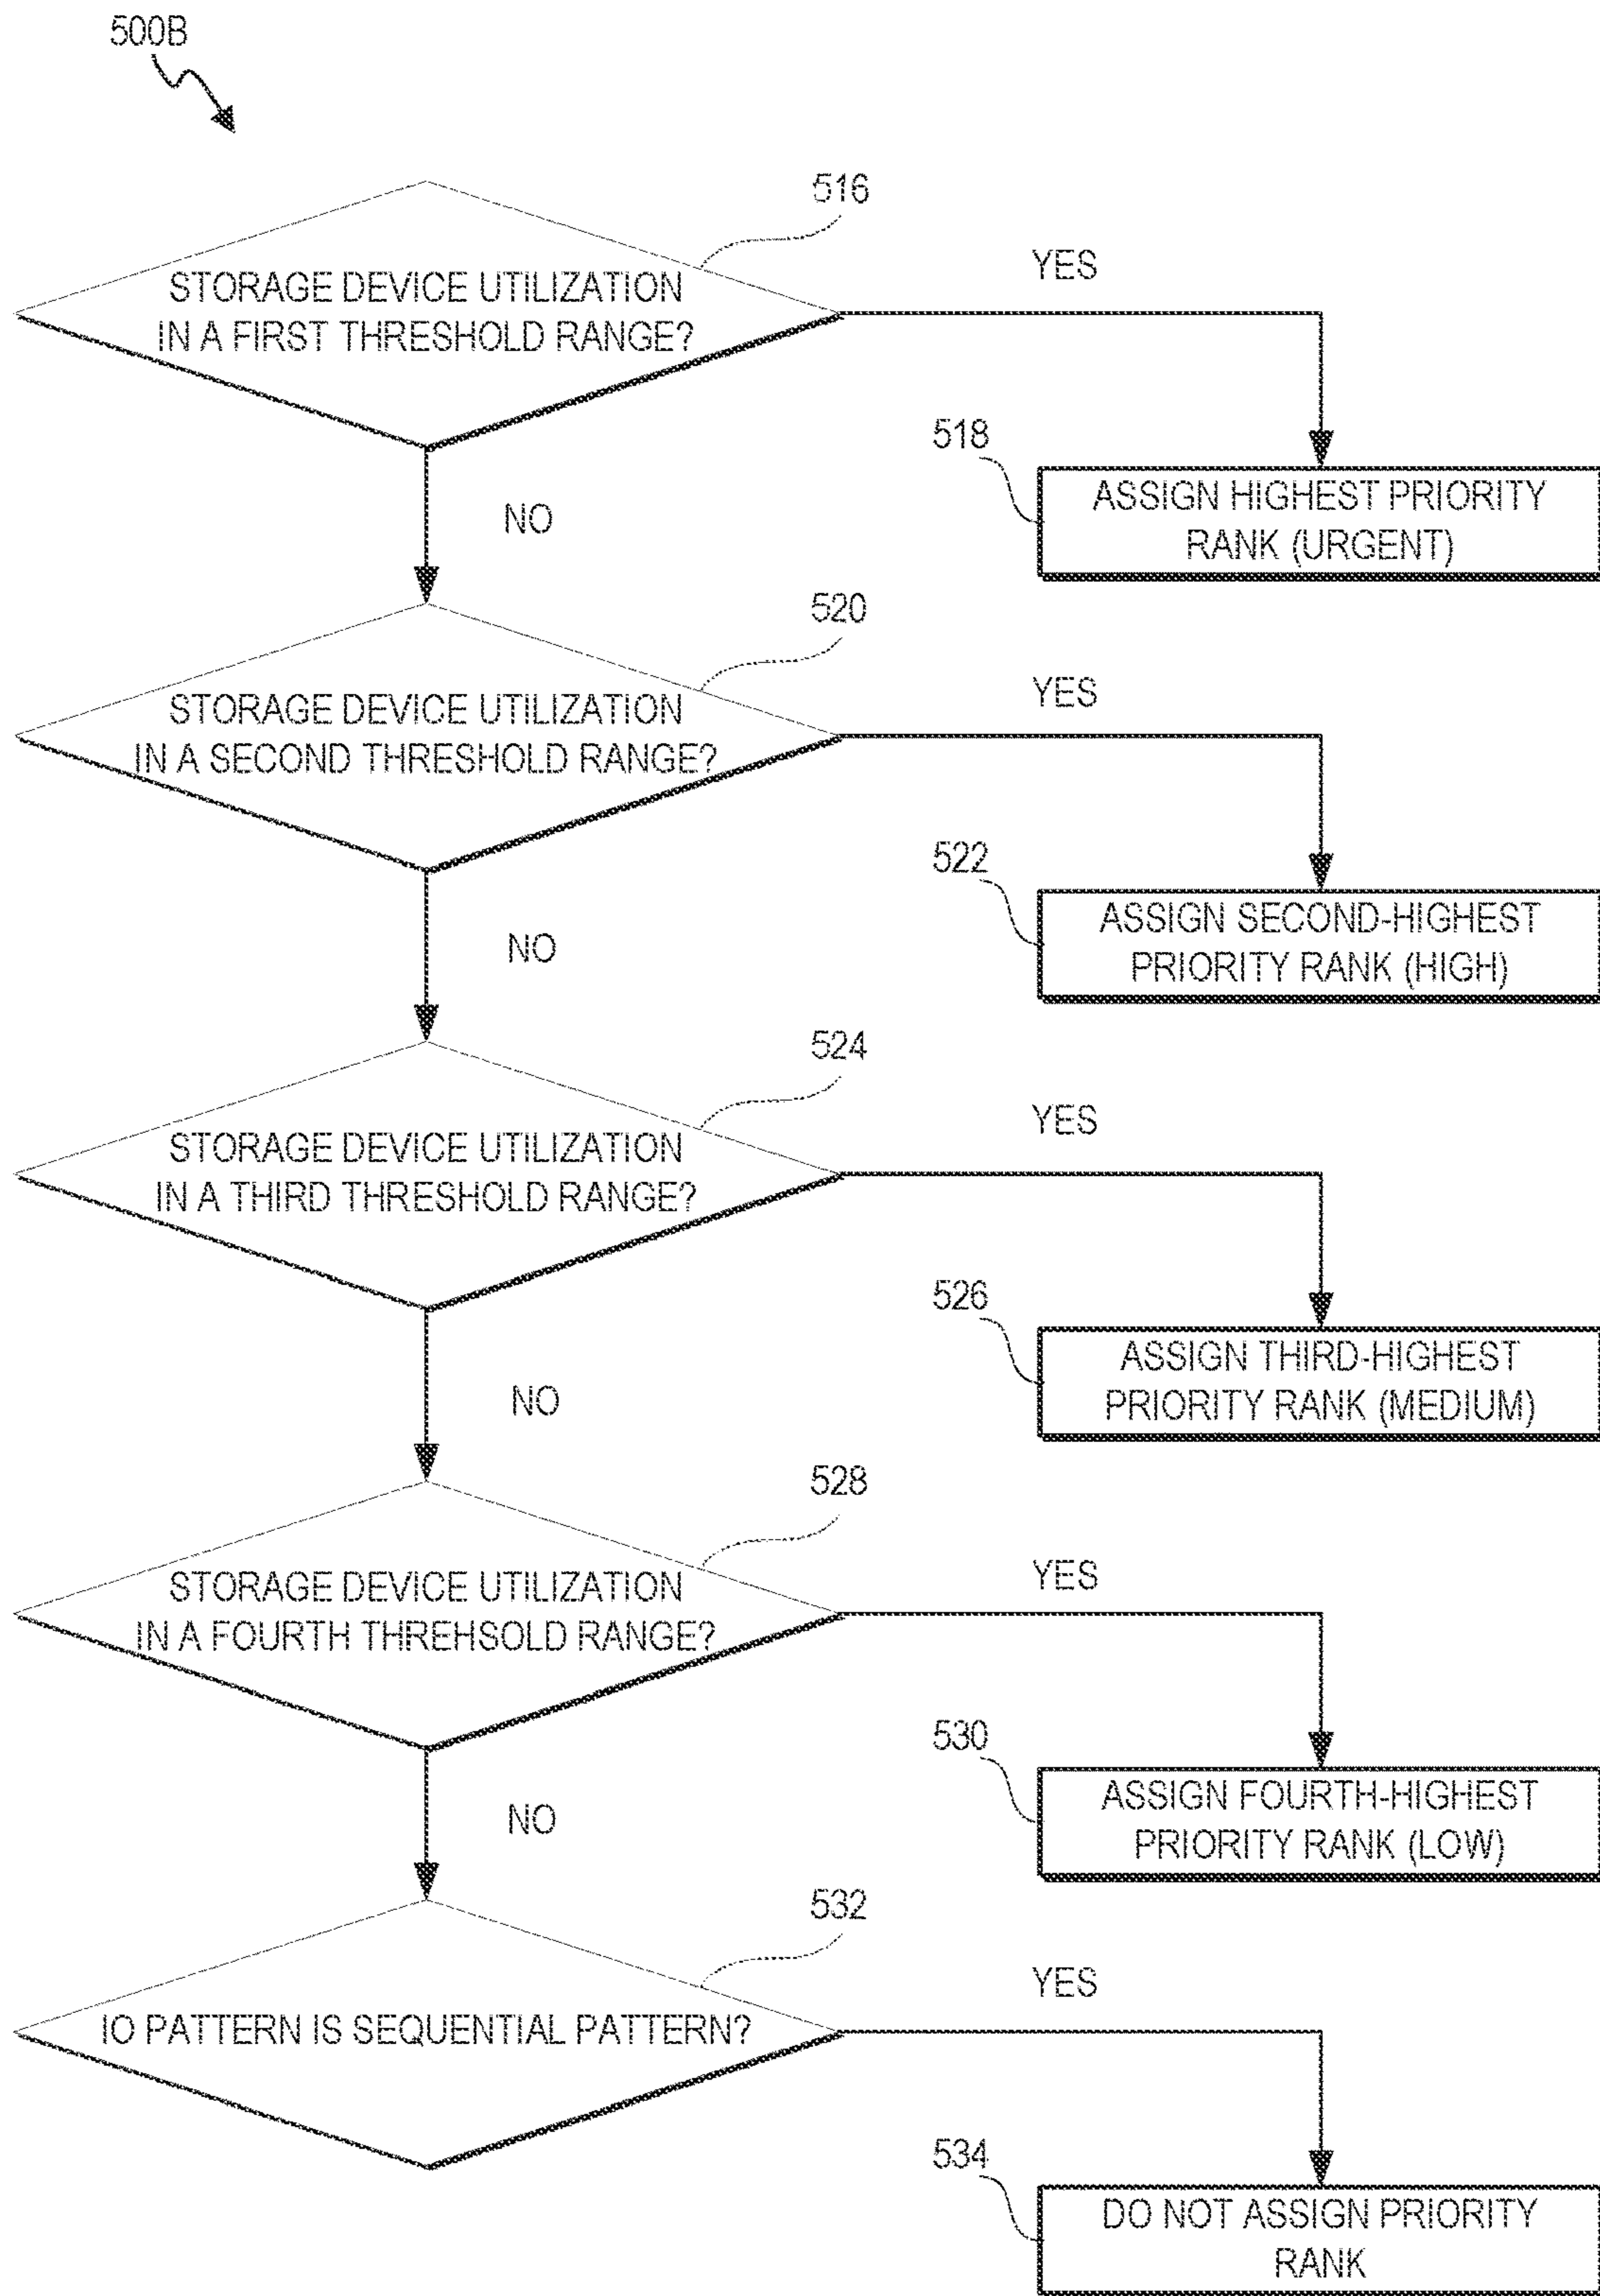 500B
516
STORAGE DEVICE UTILIZATION
IN A FIRST THRESHOLD RANGE?
YES
518
ASSIGN HIGHEST PRIORITY
RANK (URGENT)
NO
520
STORAGE DEVICE UTILIZATION
IN A SECOND THRESHOLD RANGE?
YES
522
ASSIGN SECOND-HIGHEST
PRIORITY RANK (HIGH)
NO
524
STORAGE DEVICE UTILIZATION
IN A THIRD THRESHOLD RANGE?
YES
526
ASSIGN THIRD-HIGHEST
PRIORITY RANK (MEDIUM)
NO
528
STORAGE DEVICE UTILIZATION
IN A FOURTH THREHSOLD RANGE?
YES
530
ASSIGN FOURTH-HIGHEST
PRIORITY RANK (LOW)
NO
532
IO PATTERN IS SEQUENTIAL PATTERN?
YES
534
DO NOT ASSIGN PRIORITY
RANK